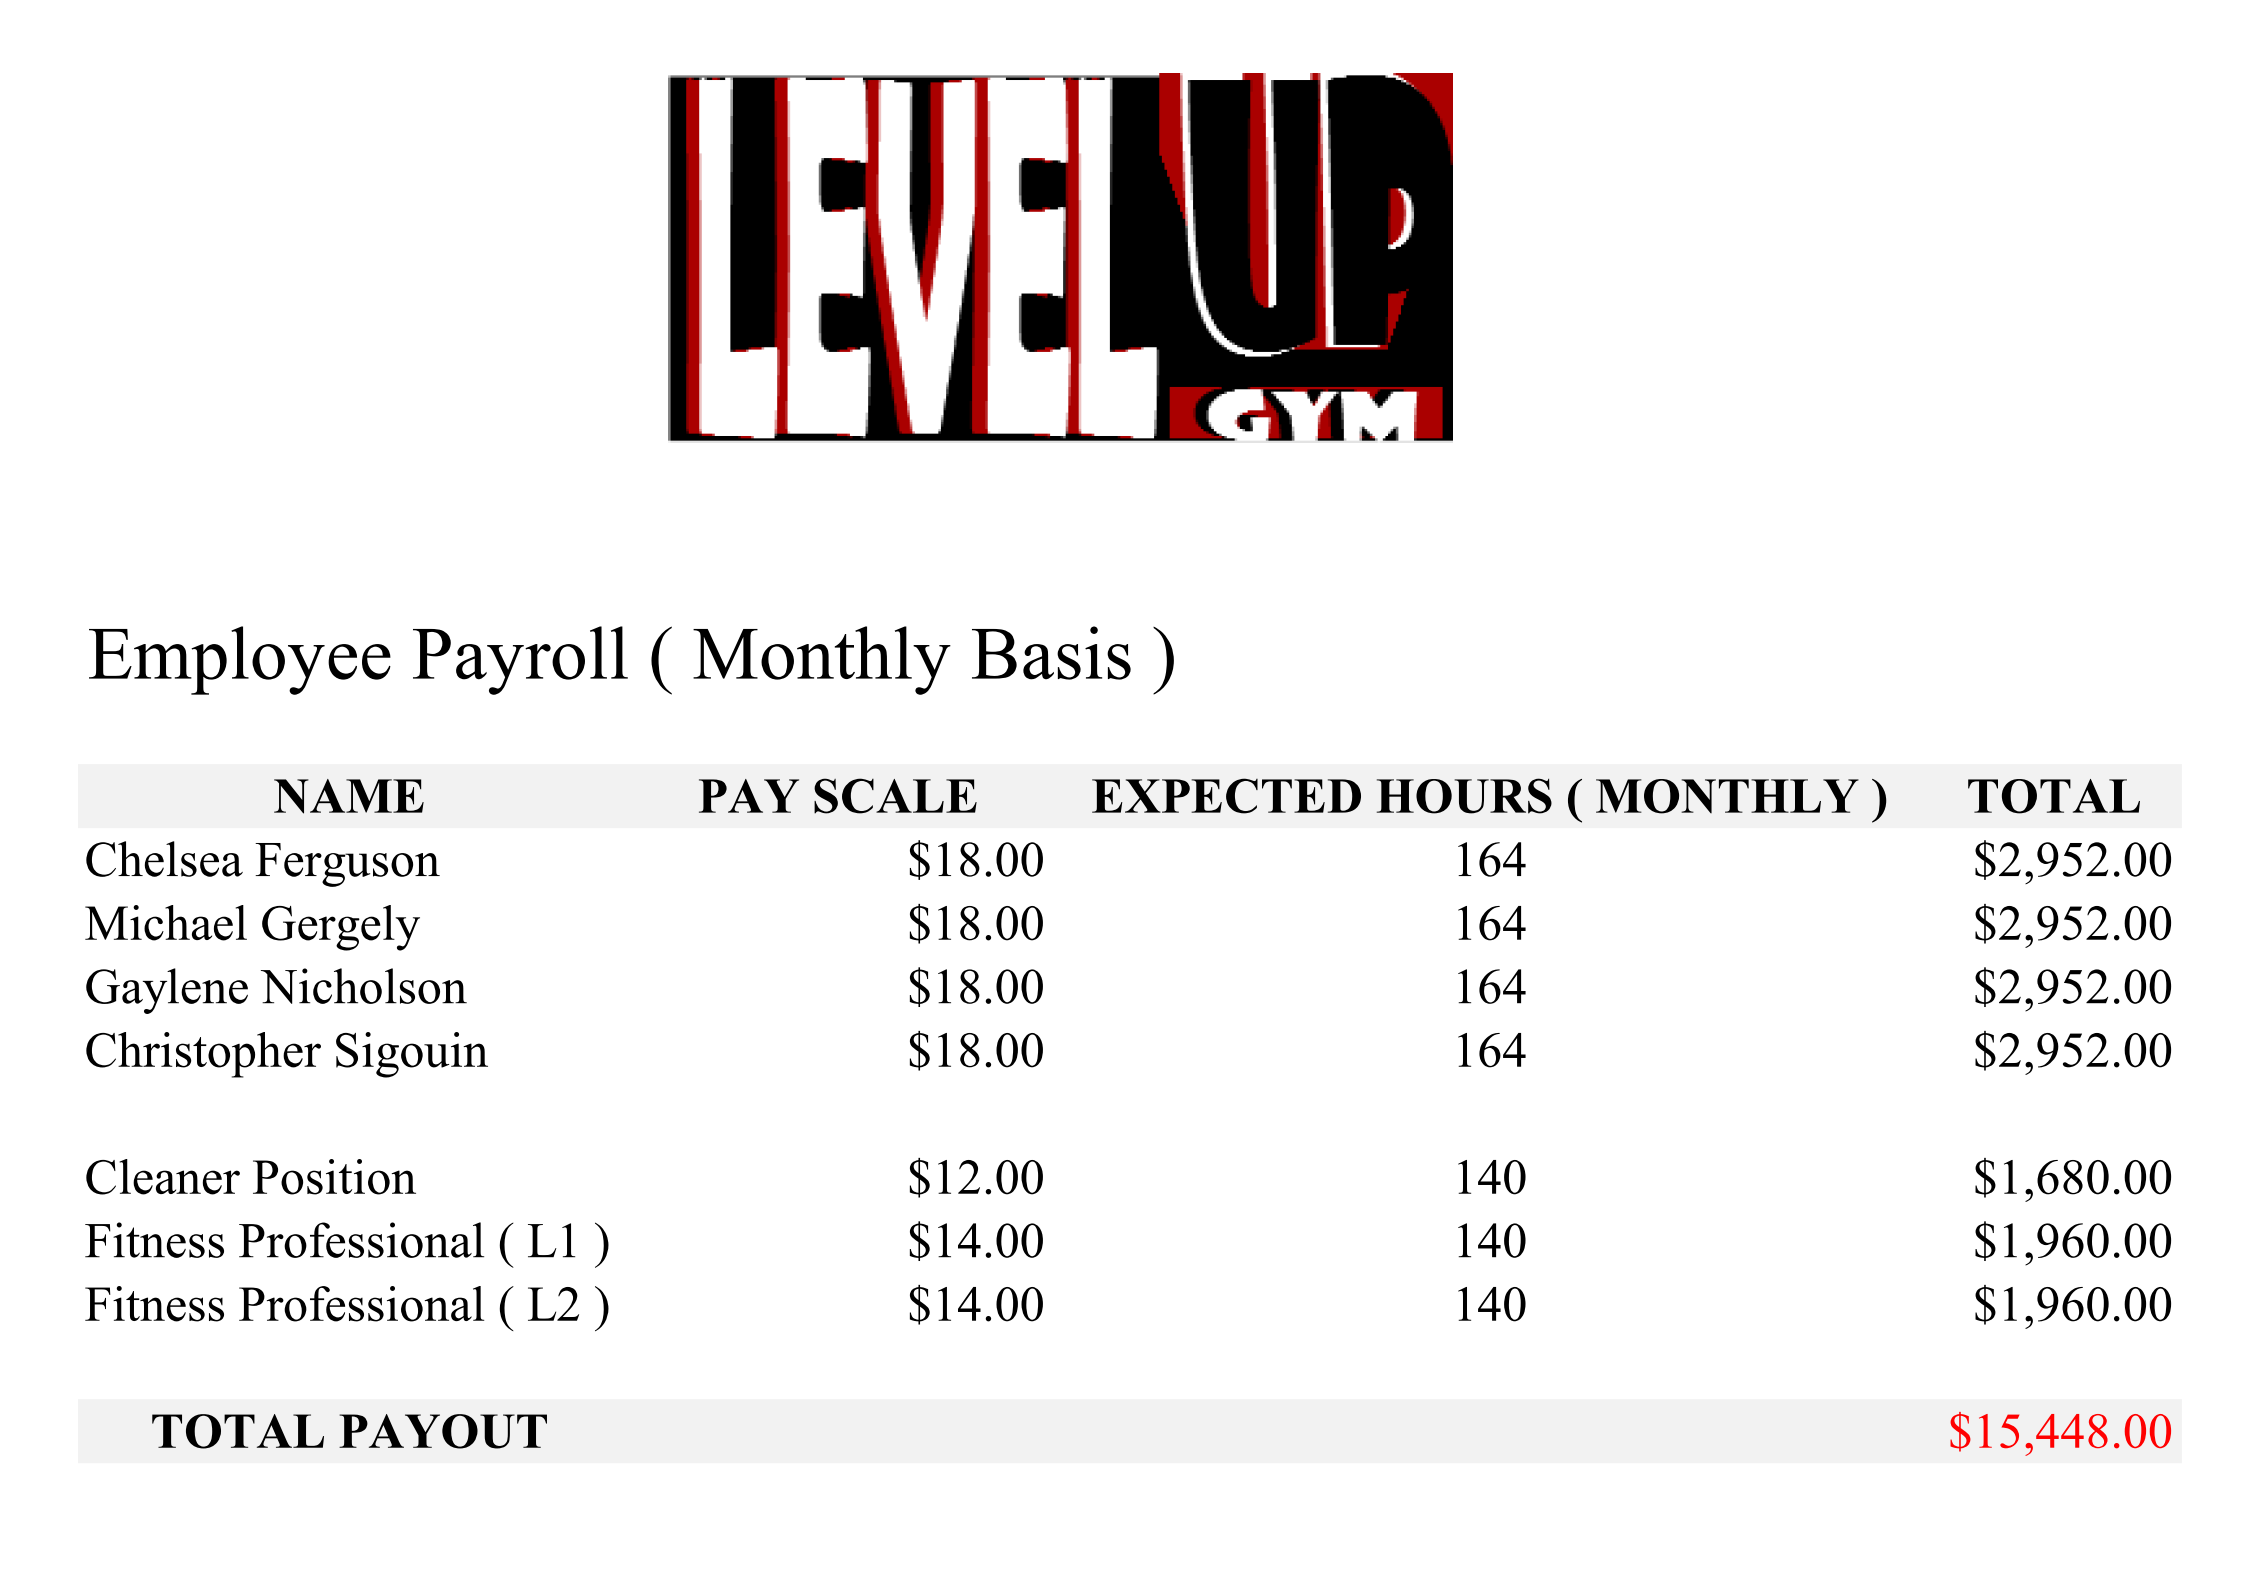 LEVEL UP
GYM
Employee Payroll ( Monthly Basis )
NAME PAY SCALE EXPECTED HOURS ( MONTHLY ) TOTAL
Chelsea Ferguson $18.00 164 $2,952.00
Michael Gergely $18.00 164 $2,952.00
Gaylene Nicholson $18.00 164 $2,952.00
Christopher Sigouin $18.00 164 $2,952.00
Cleaner Position $12.00 140 $1,680.00
Fitness Professional ( L1 ) $14.00 140 $1,960.00
Fitness Professional ( L2 ) $14.00 140 $1,960.00
TOTAL PAYOUT $15,448.00